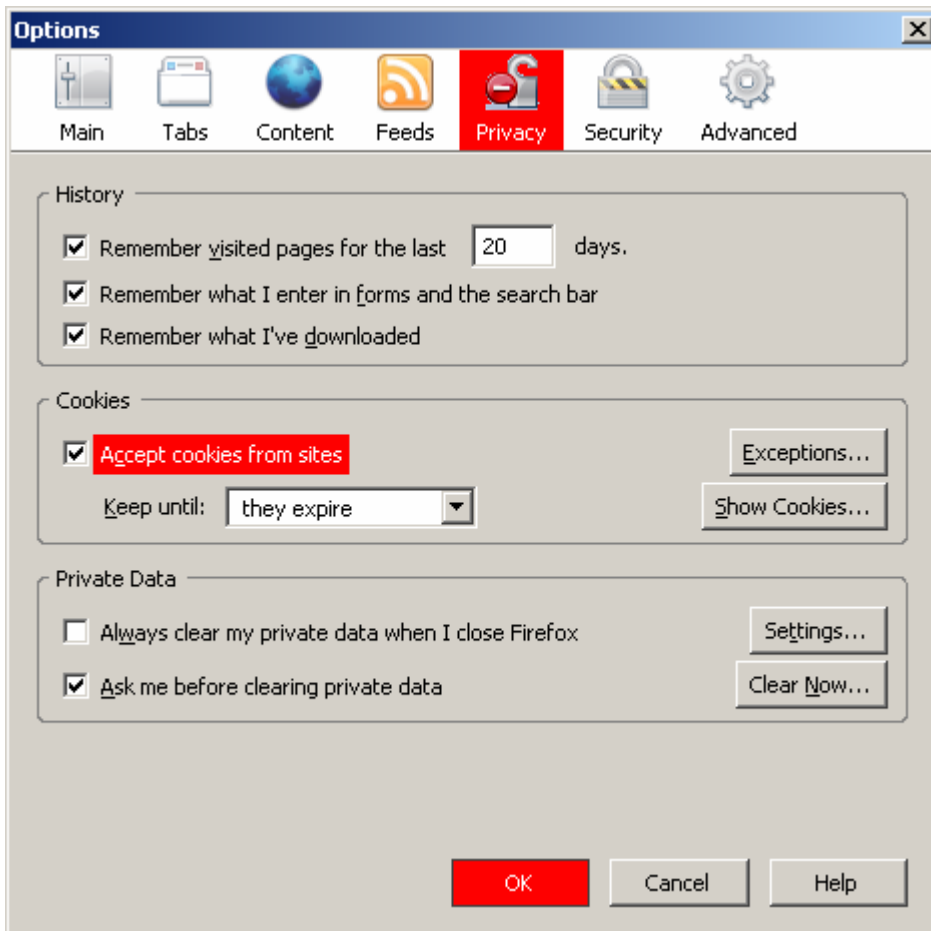 Options
Main Tabs Content Feeds Privacy Security Advanced
History
Remember visited pages for the last 20 days.
Remember what I enter in forms and the search bar
Remember what I've downloaded
Cookies
Accept cookies from sites Exceptions...
Keep until: they expire Show Cookies...
Private Data
Always clear my private data when I close Firefox Settings...
Ask me before clearing private data Clear Now...
OK Cancel Help